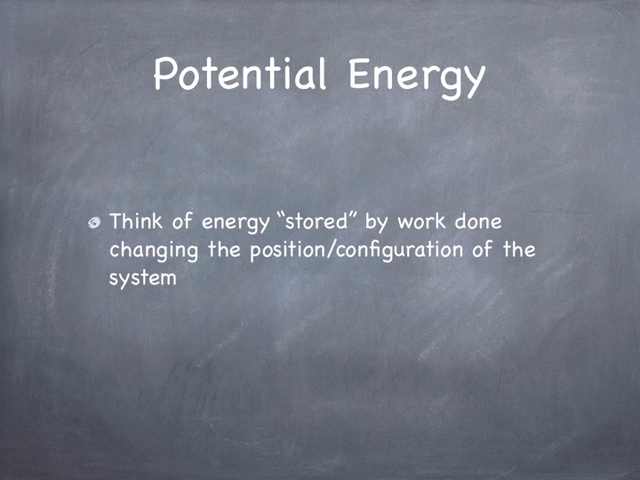 Potential Energy
Think of energy “stored” by work done
changing the position/configuration of the
system